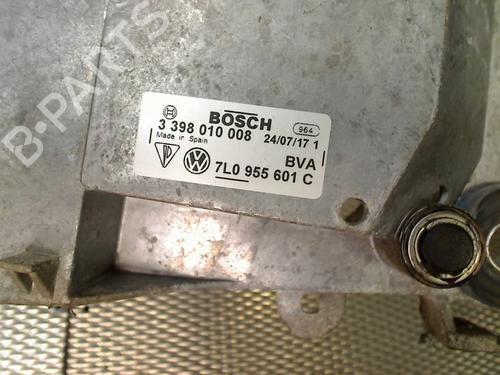 BOSCH
964
3 398 010 008
24/07/17 1
Made in Spain
BVA
7L0 955 601 C
B-PARTS